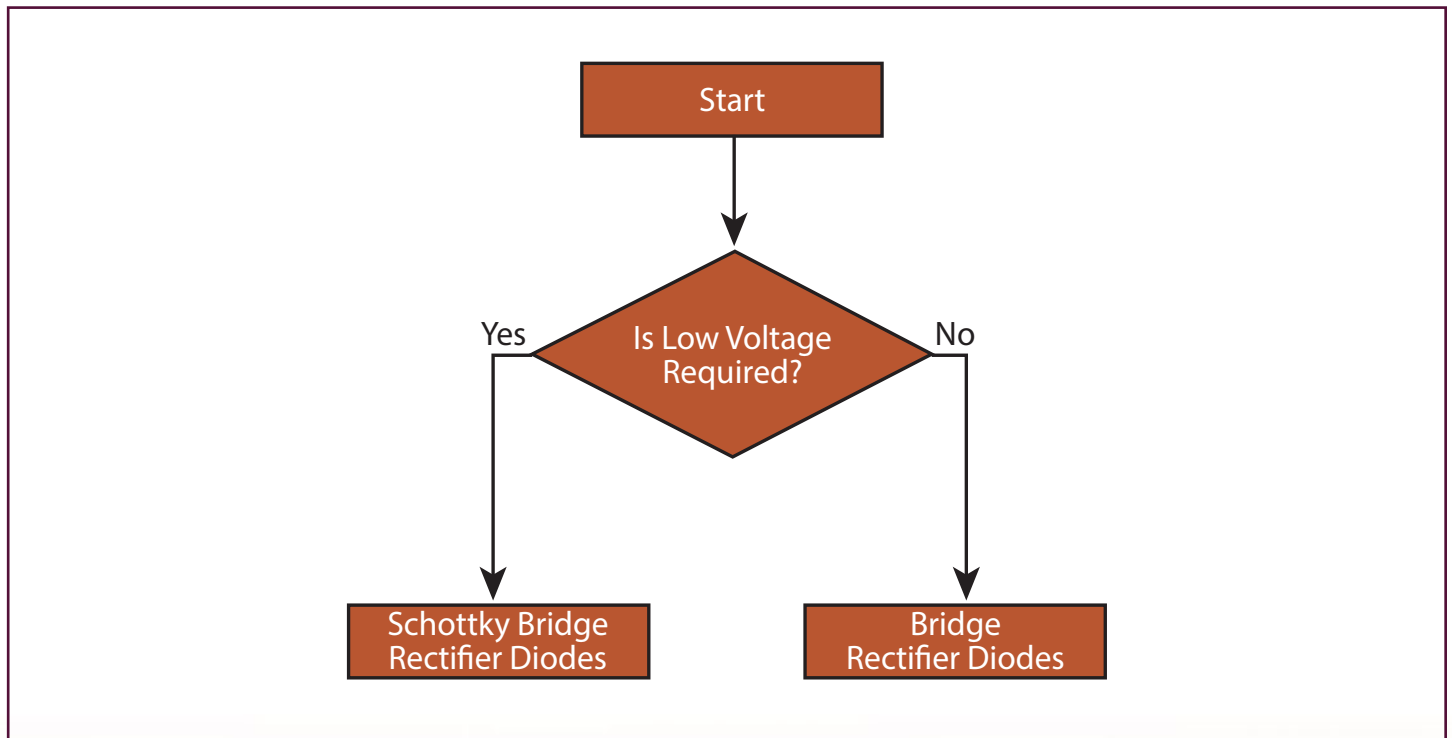 Start
Yes
Is Low Voltage
Required?
No
Schottky Bridge
Rectifier Diodes
Bridge
Rectifier Diodes